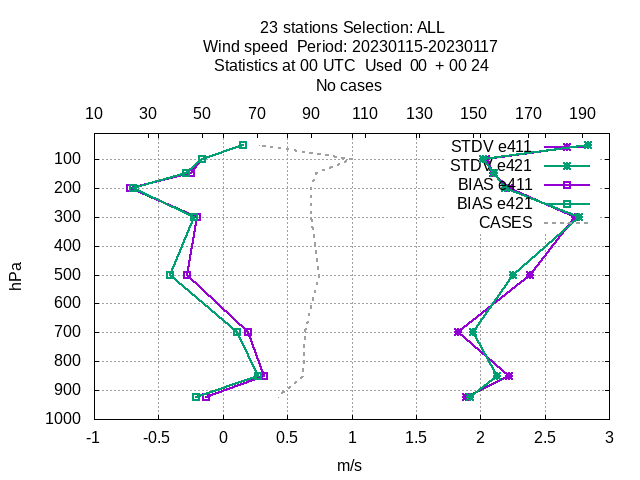 23 stations Selection: ALL
Wind speed  Period: 20230115-20230117
Statistics at 00 UTC  Used  00  + 00 24
No cases
10 30 50 70 90 110 130 150 170 190
STDV e411
100
STDV e421
BIAS e411
200
BIAS e421
300
CASES
400
hPa
500
600
700
800
900
1000
-1 -0.5 0 0.5 1 1.5 2 2.5 3
m/s